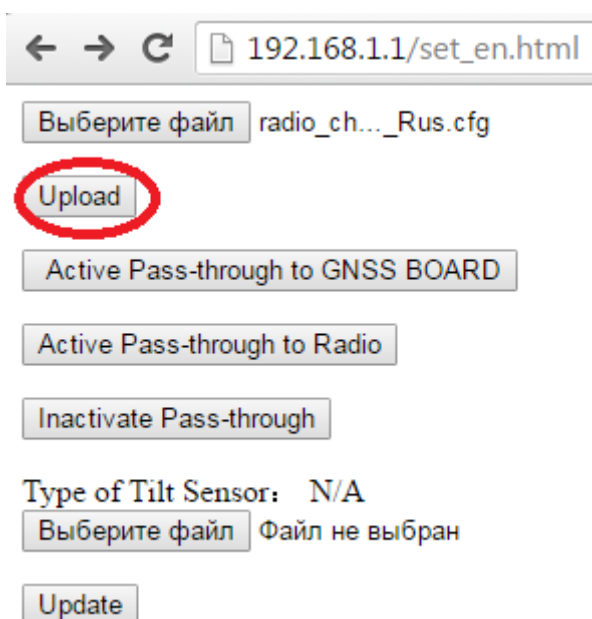 192.168.1.1/set_en.html
Выберите файл radio_ch..._Rus.cfg
Upload
Active Pass-through to GNSS BOARD
Active Pass-through to Radio
Inactivate Pass-through
Type of Tilt Sensor： N/A
Выберите файл Файл не выбран
Update